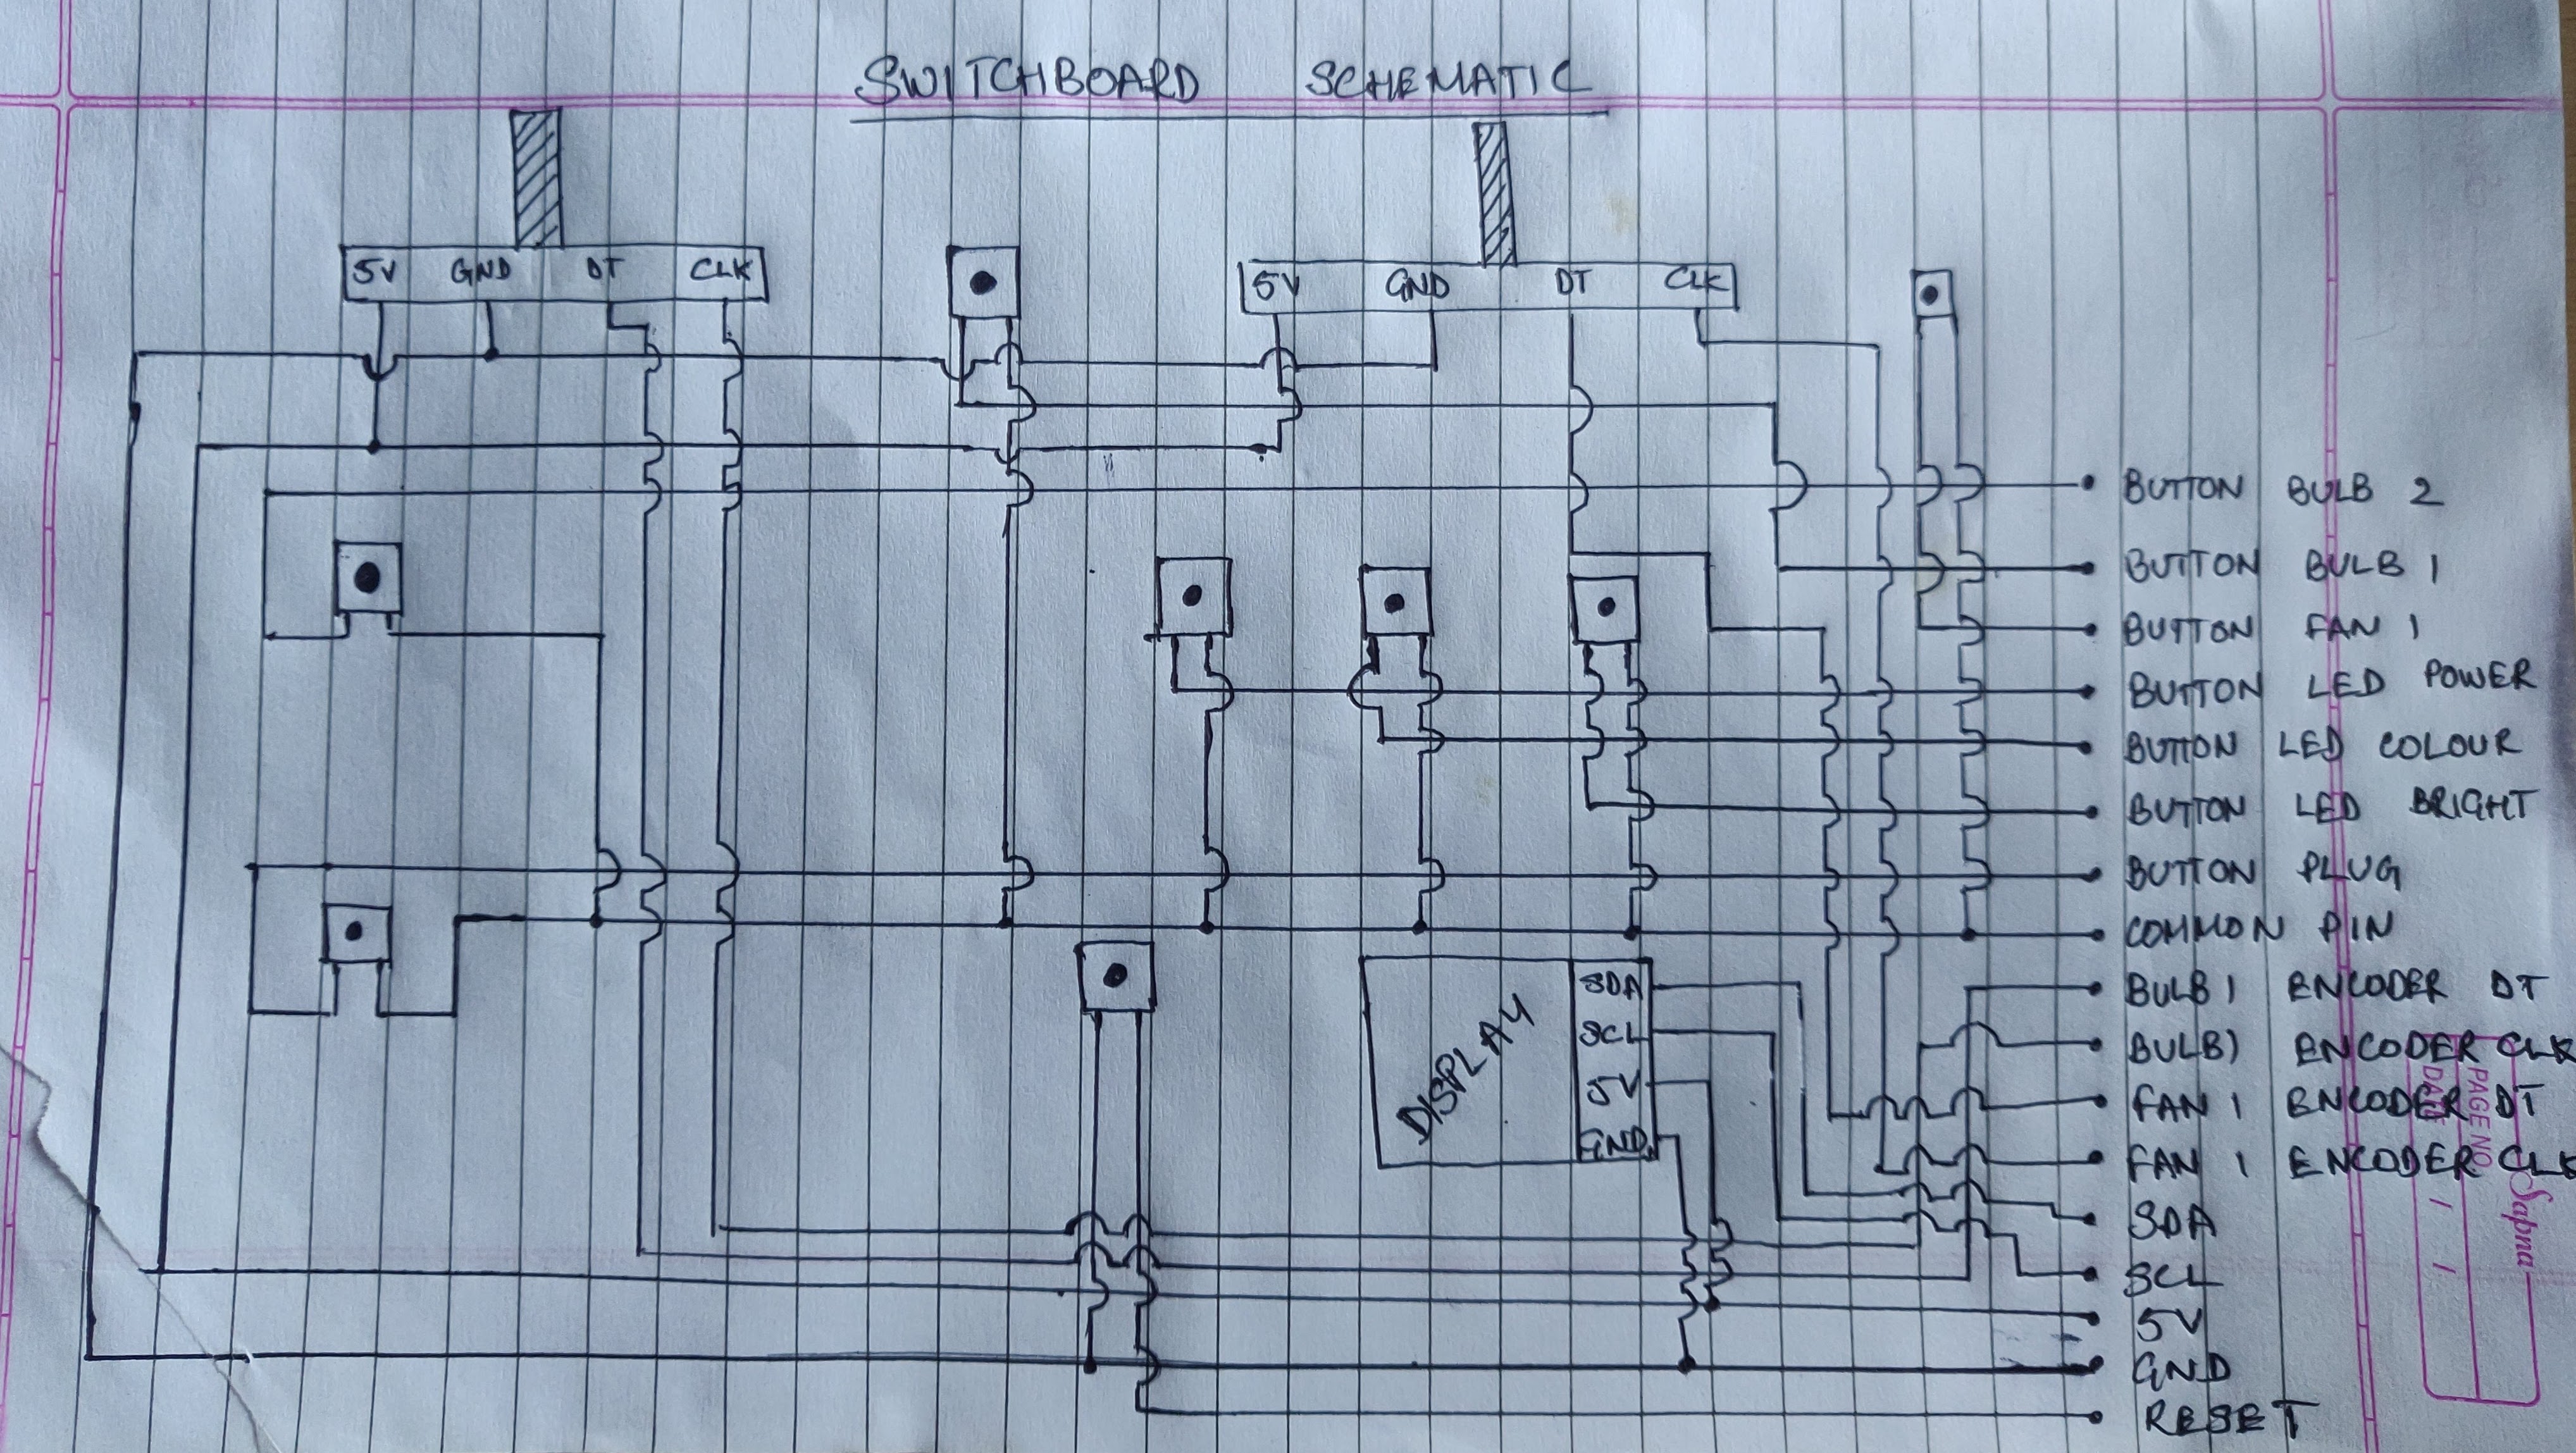 SWITCHBOARD SCHEMATIC
5V GND DT CLK
5V GND DT CLK
BUTTON BULB 2
BUTTON BULB 1
BUTTON FAN 1
BUTTON LED POWER
BUTTON LED COLOUR
BUTTON LED BRIGHT
BUTTON PLUG
COMMON PIN
BULB 1 ENCODER DT
BULB 1 ENCODER CLK
FAN 1 ENCODER DT
FAN 1 ENCODER CLK
SDA
SCL
5V
GND
RESET
DISPLAY
SDA
SCL
5V
GND
PAGE NO
DATE / /
Sapna